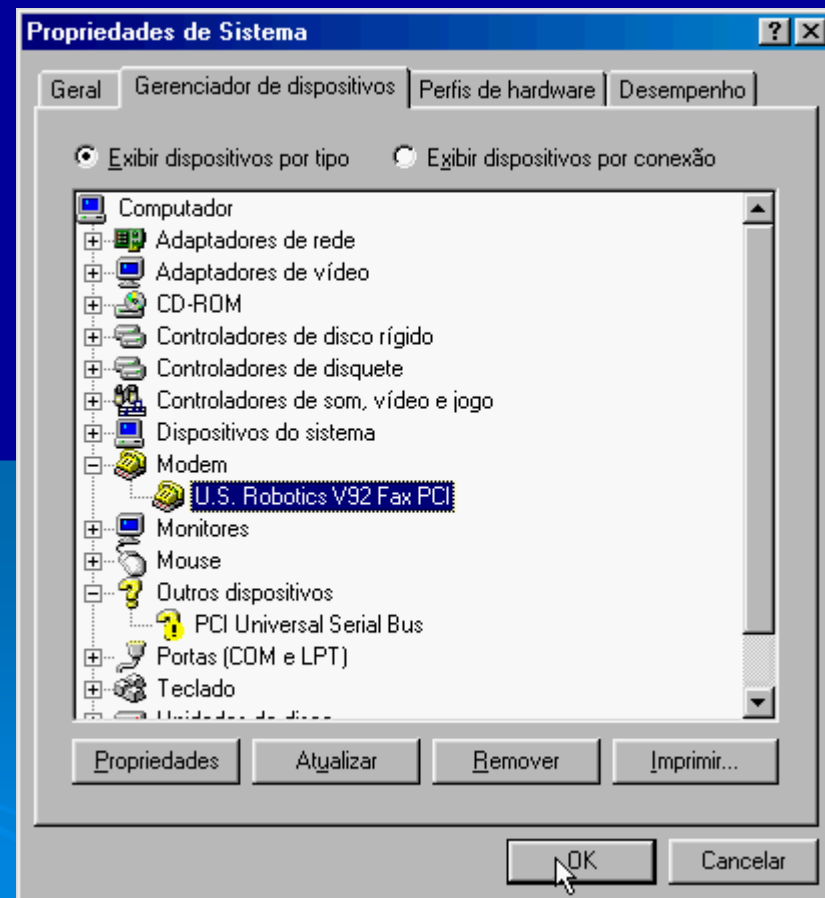 Propriedades de Sistema
Geral Gerenciador de dispositivos Perfis de hardware Desempenho
Exibir dispositivos por tipo Exibir dispositivos por conexão
Computador
Adaptadores de rede
Adaptadores de vídeo
CD-ROM
Controladores de disco rígido
Controladores de disquete
Controladores de som, vídeo e jogo
Dispositivos do sistema
Modem
U.S. Robotics V92 Fax PCI
Monitores
Mouse
Outros dispositivos
PCI Universal Serial Bus
Portas (COM e LPT)
Teclado
Propriedades Atualizar Remover Imprimir...
OK Cancelar